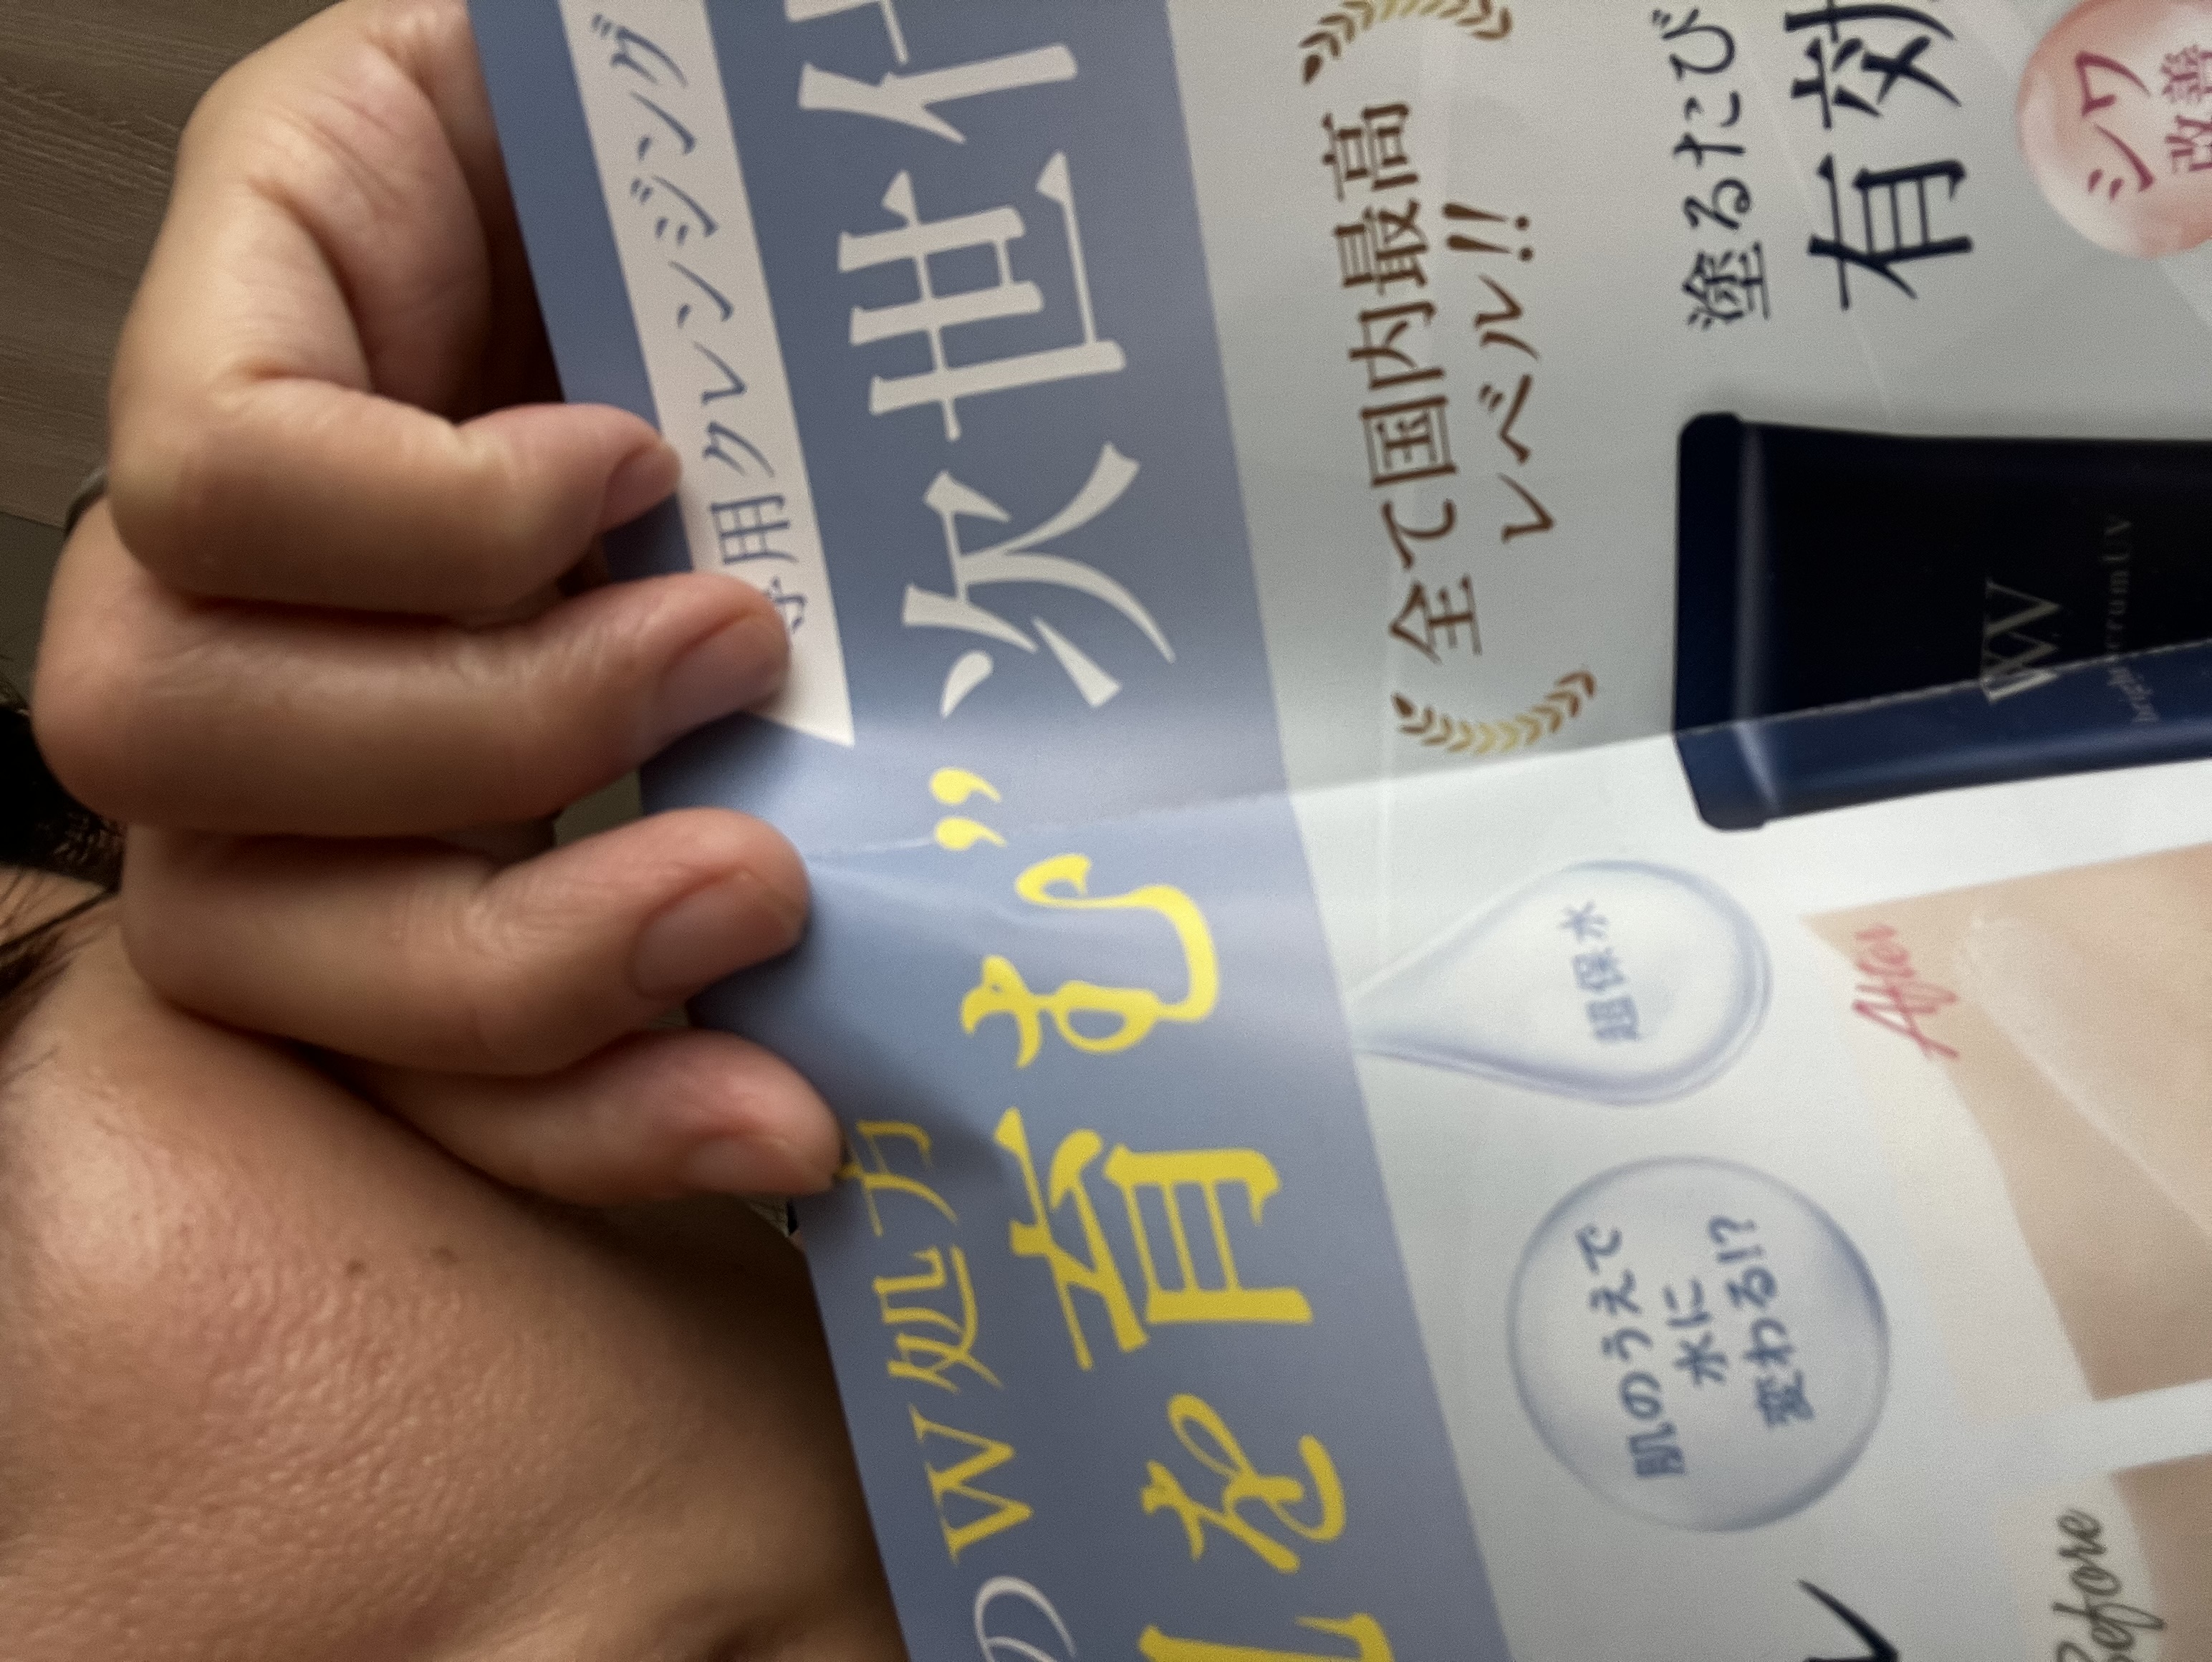 のW処方
専用クレンジング
を育む”次世代
全て国内最高
レベル!!
塗るたび
有効
シワ
改善
超保水
肌のうえで
水に
変わる!?
After
Before
W